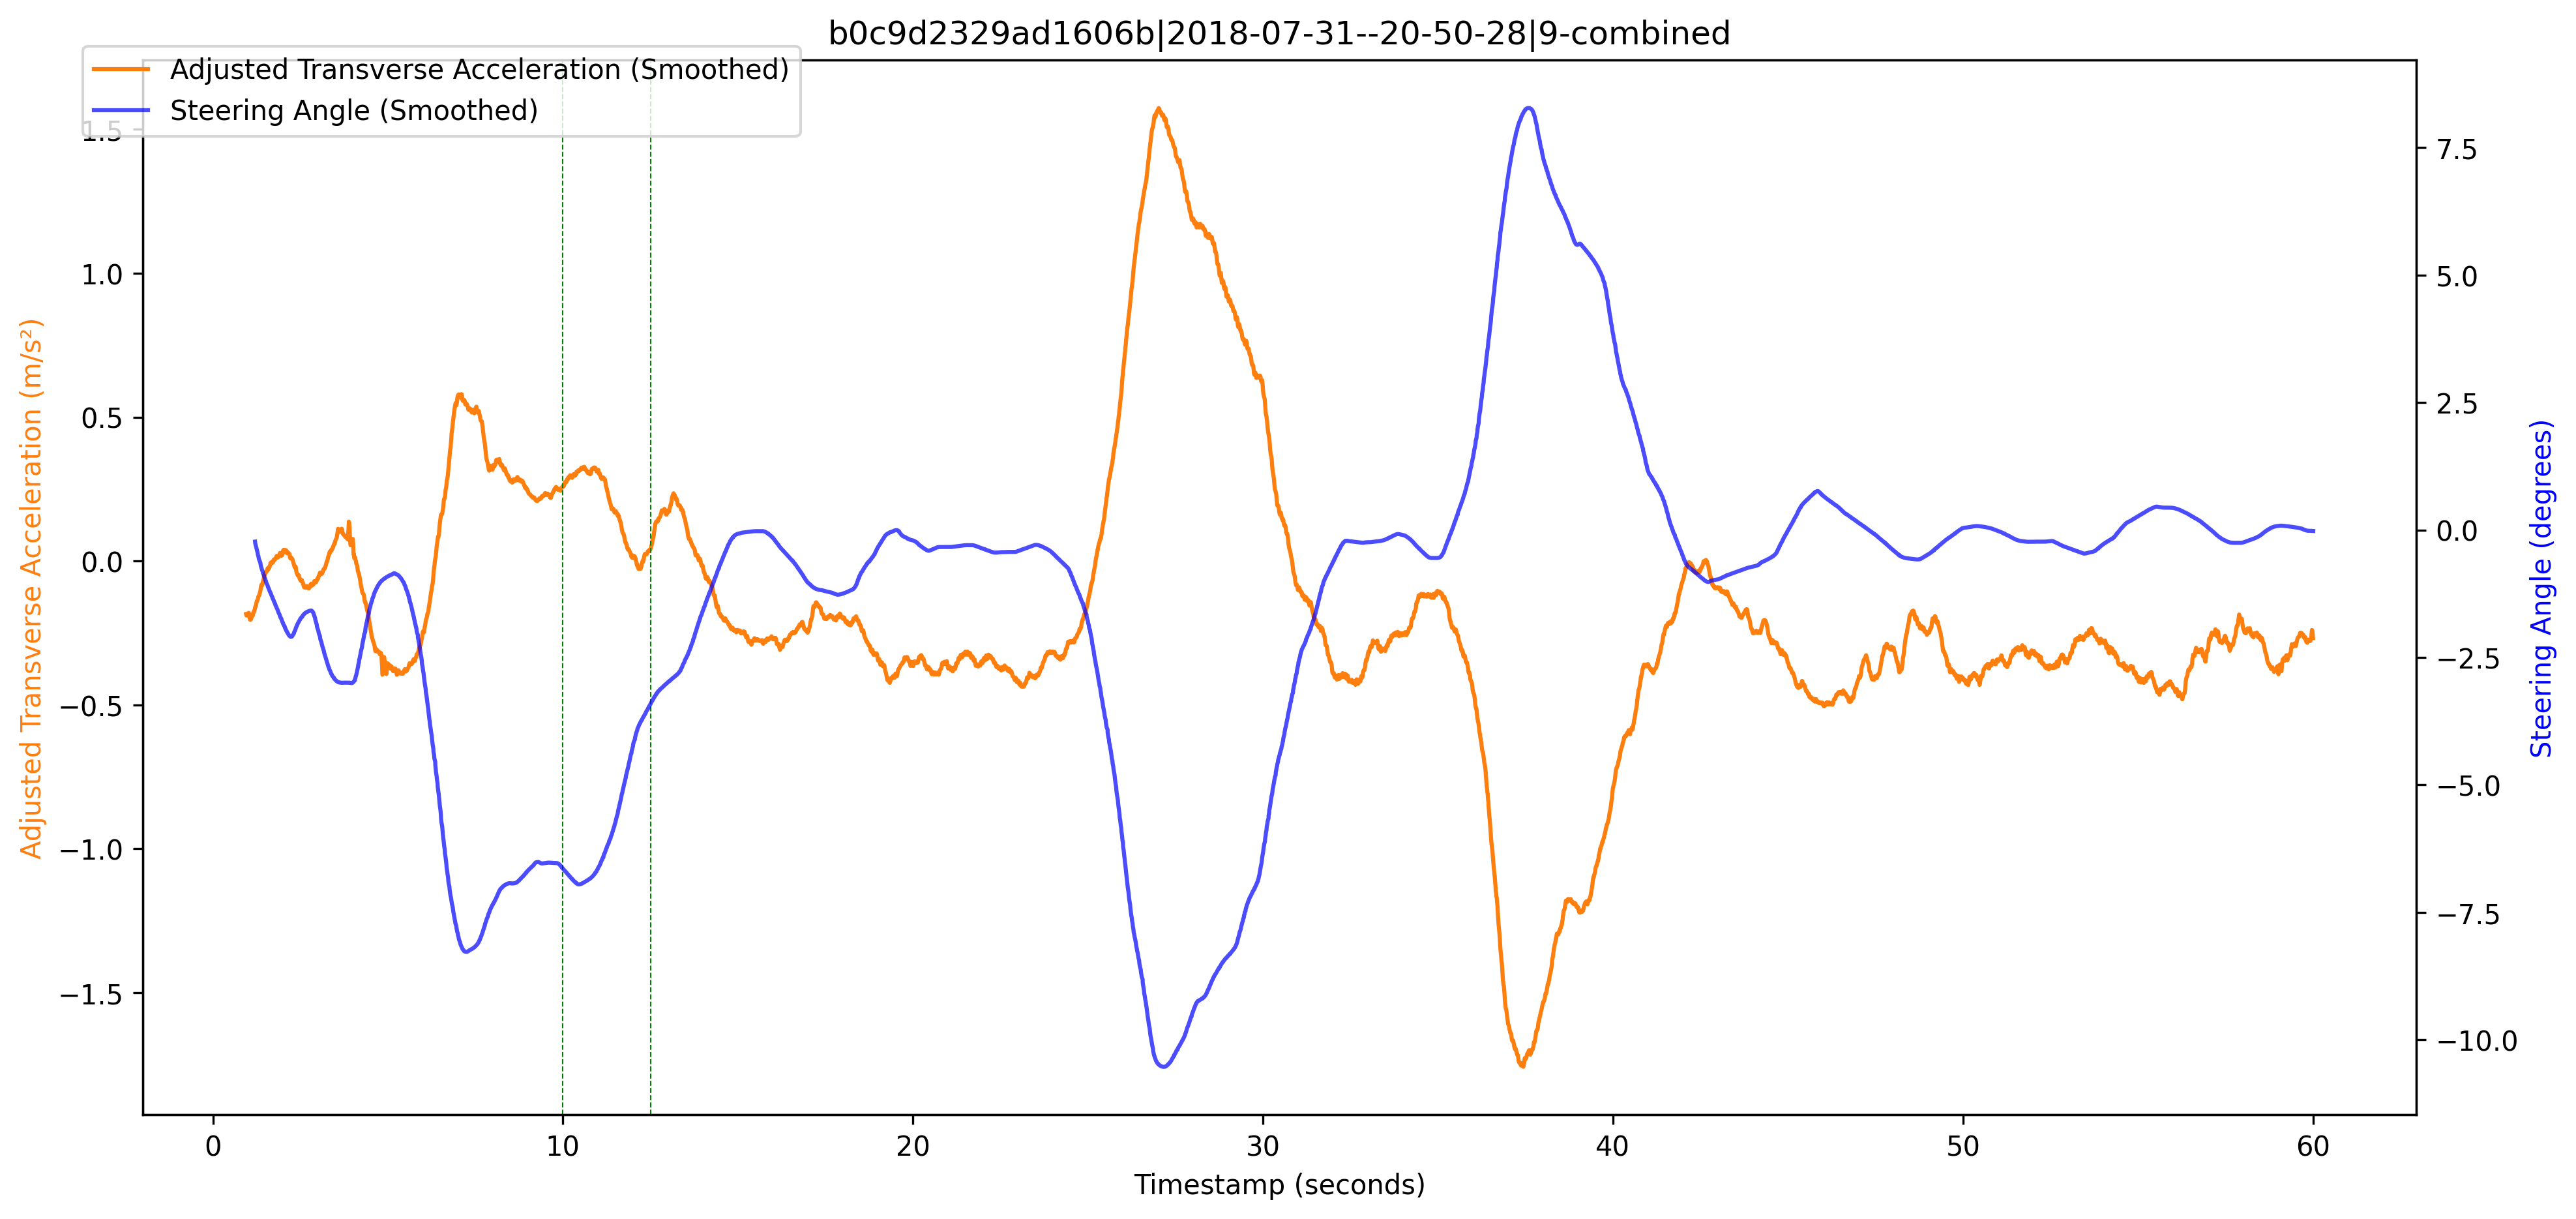 b0c9d2329ad1606b|2018-07-31--20-50-28|9-combined
Adjusted Transverse Acceleration (Smoothed)
Steering Angle (Smoothed)
Adjusted Transverse Acceleration (m/s²)
1.5
1.0
0.5
0.0
−0.5
−1.0
−1.5
7.5
5.0
2.5
0.0
−2.5
−5.0
−7.5
−10.0
Steering Angle (degrees)
0 10 20 30 40 50 60
Timestamp (seconds)